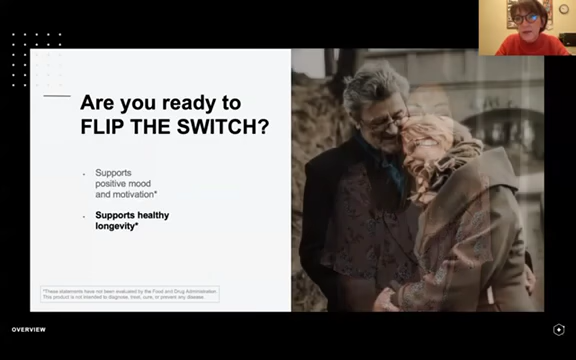 Are you ready to
FLIP THE SWITCH?
Supports
positive mood
and motivation*
Supports healthy
longevity*
*These statements have not been evaluated by the Food and Drug Administration.
This product is not intended to diagnose, treat, cure, or prevent any disease.
OVERVIEW